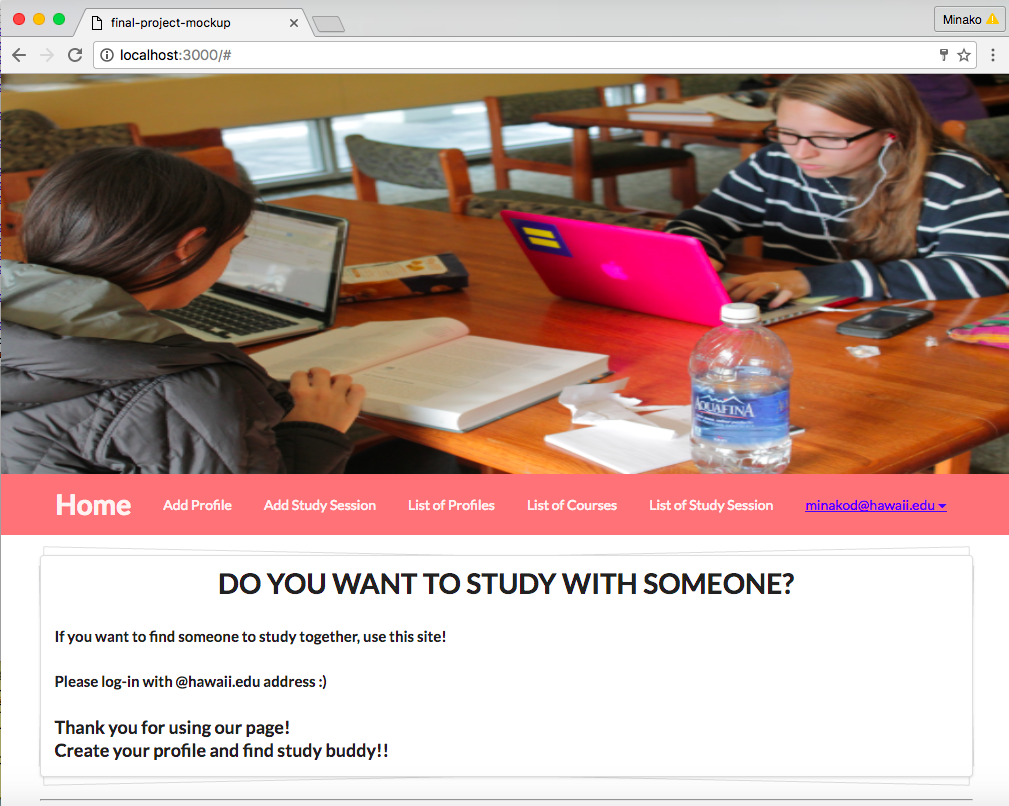 final-project-mockup
Minako
localhost:3000/#
AQUAFINA
Home Add Profile Add Study Session List of Profiles List of Courses List of Study Session minakod@hawaii.edu
DO YOU WANT TO STUDY WITH SOMEONE?
If you want to find someone to study together, use this site!
Please log-in with @hawaii.edu address :)
Thank you for using our page!
Create your profile and find study buddy!!